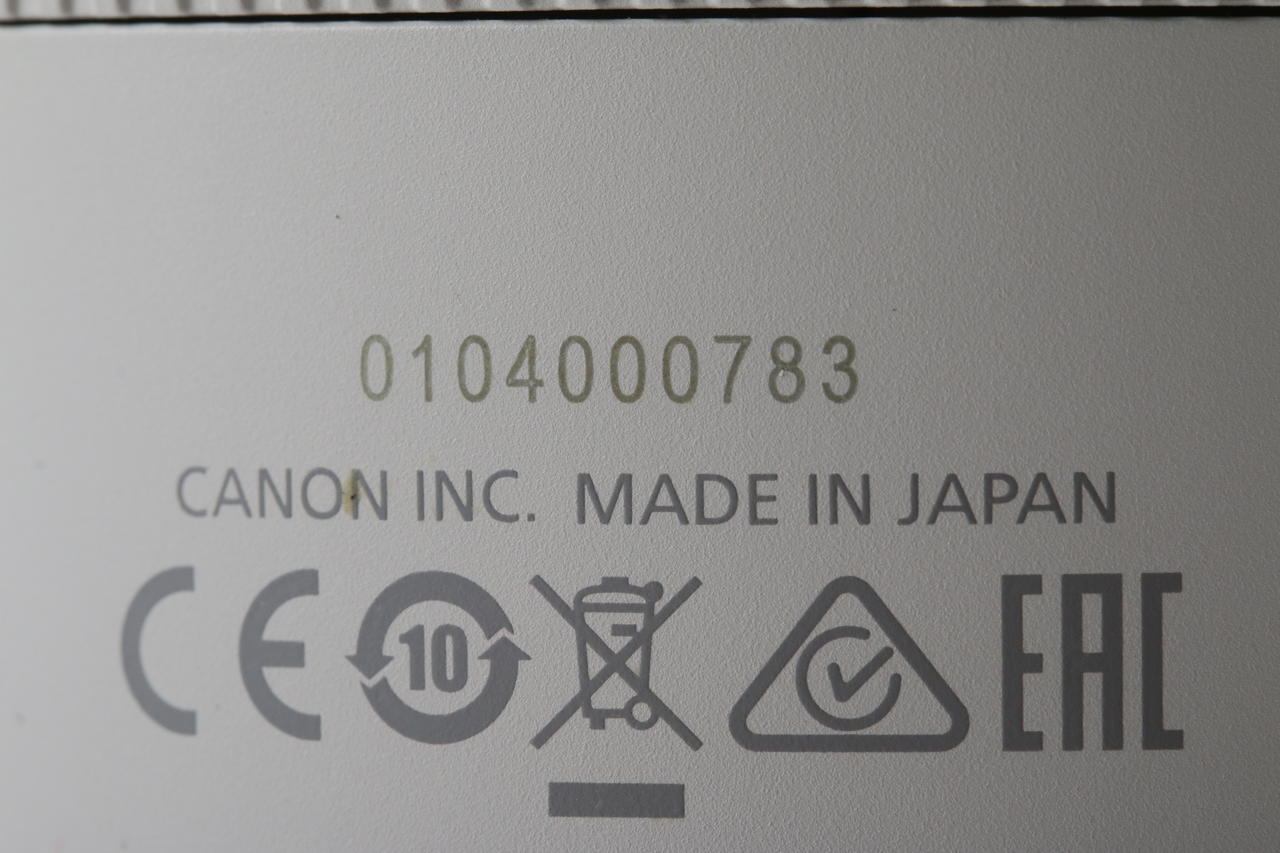 0104000783
CANON INC. MADE IN JAPAN
CE 10 EAC